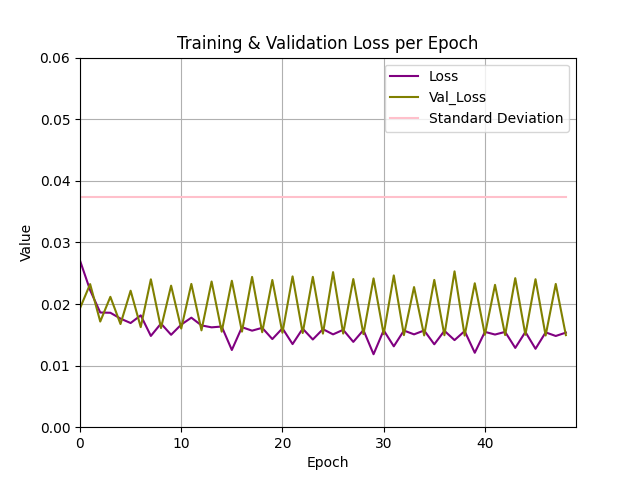 Training & Validation Loss per Epoch
Value
0.06
0.05
0.04
0.03
0.02
0.01
0.00
Loss
Val_Loss
Standard Deviation
0 10 20 30 40
Epoch